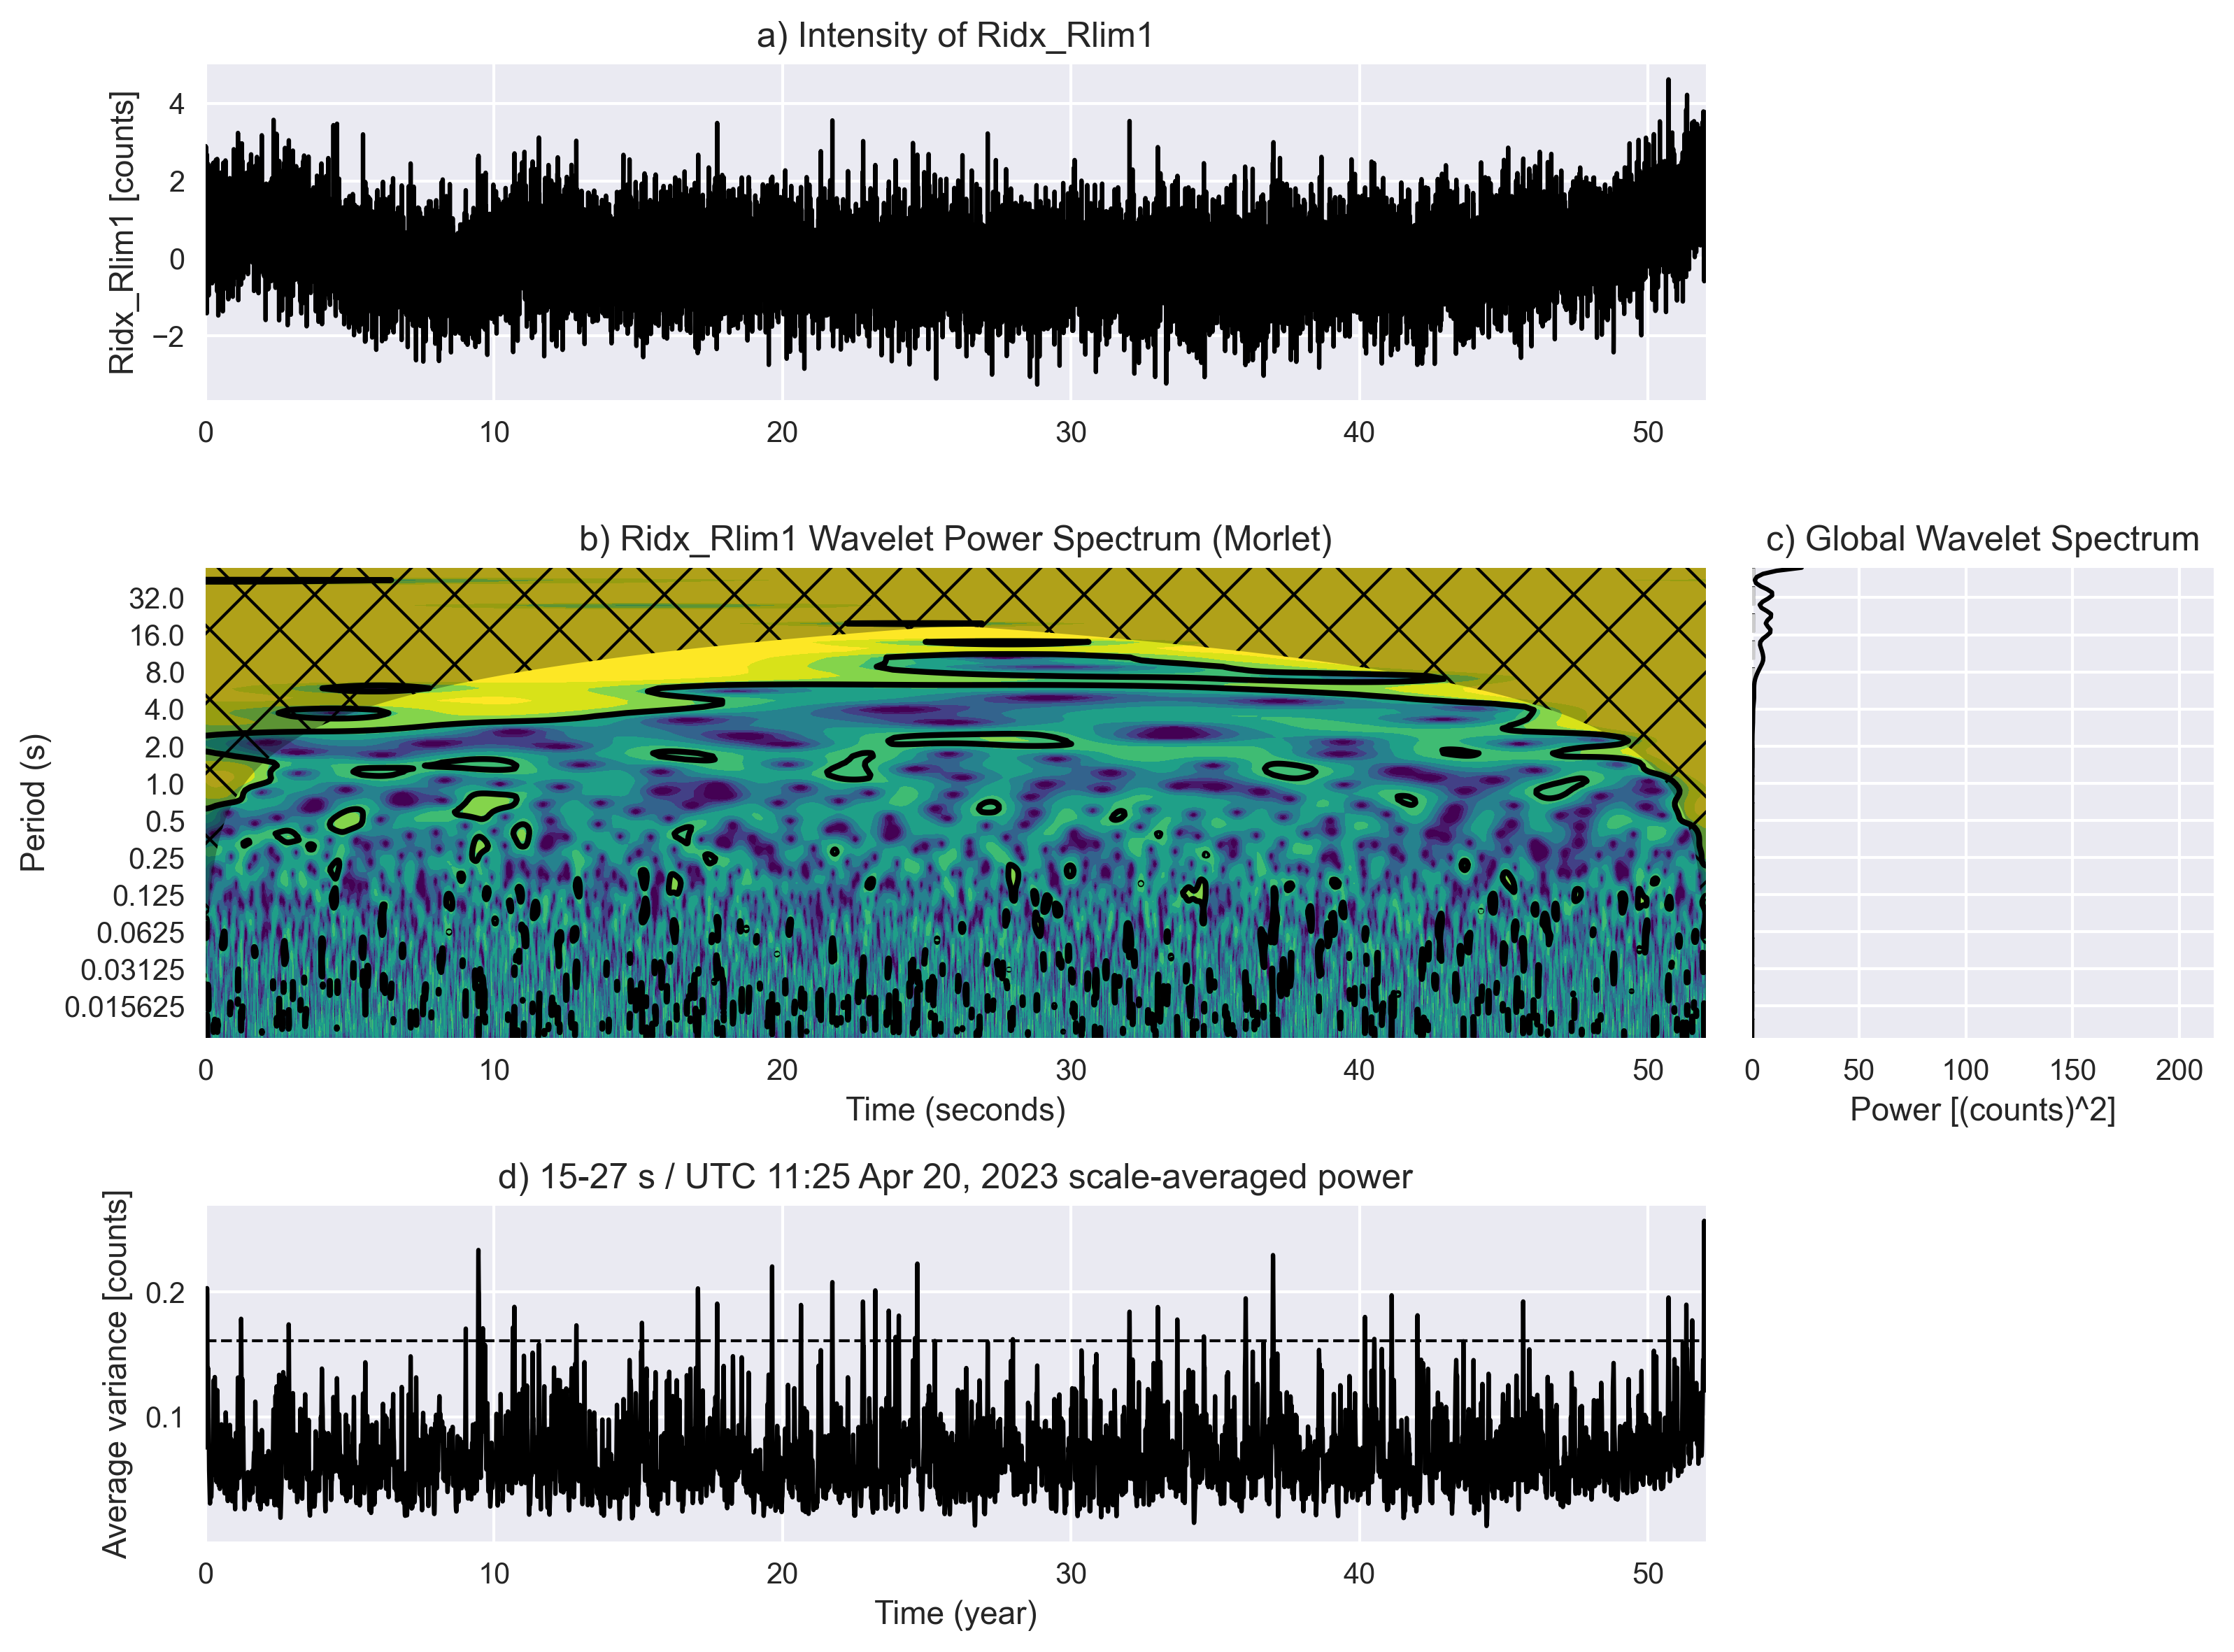 a) Intensity of Ridx_Rlim1
Ridx_Rlim1 [counts]
4
2
0
−2
0 10 20 30 40 50
b) Ridx_Rlim1 Wavelet Power Spectrum (Morlet)
Period (s)
32.0
16.0
8.0
4.0
2.0
1.0
0.5
0.25
0.125
0.0625
0.03125
0.015625
0 10 20 30 40 50
Time (seconds)
c) Global Wavelet Spectrum
0 50 100 150 200
Power [(counts)^2]
d) 15-27 s / UTC 11:25 Apr 20, 2023 scale-averaged power
Average variance [counts]
0.2
0.1
0 10 20 30 40 50
Time (year)